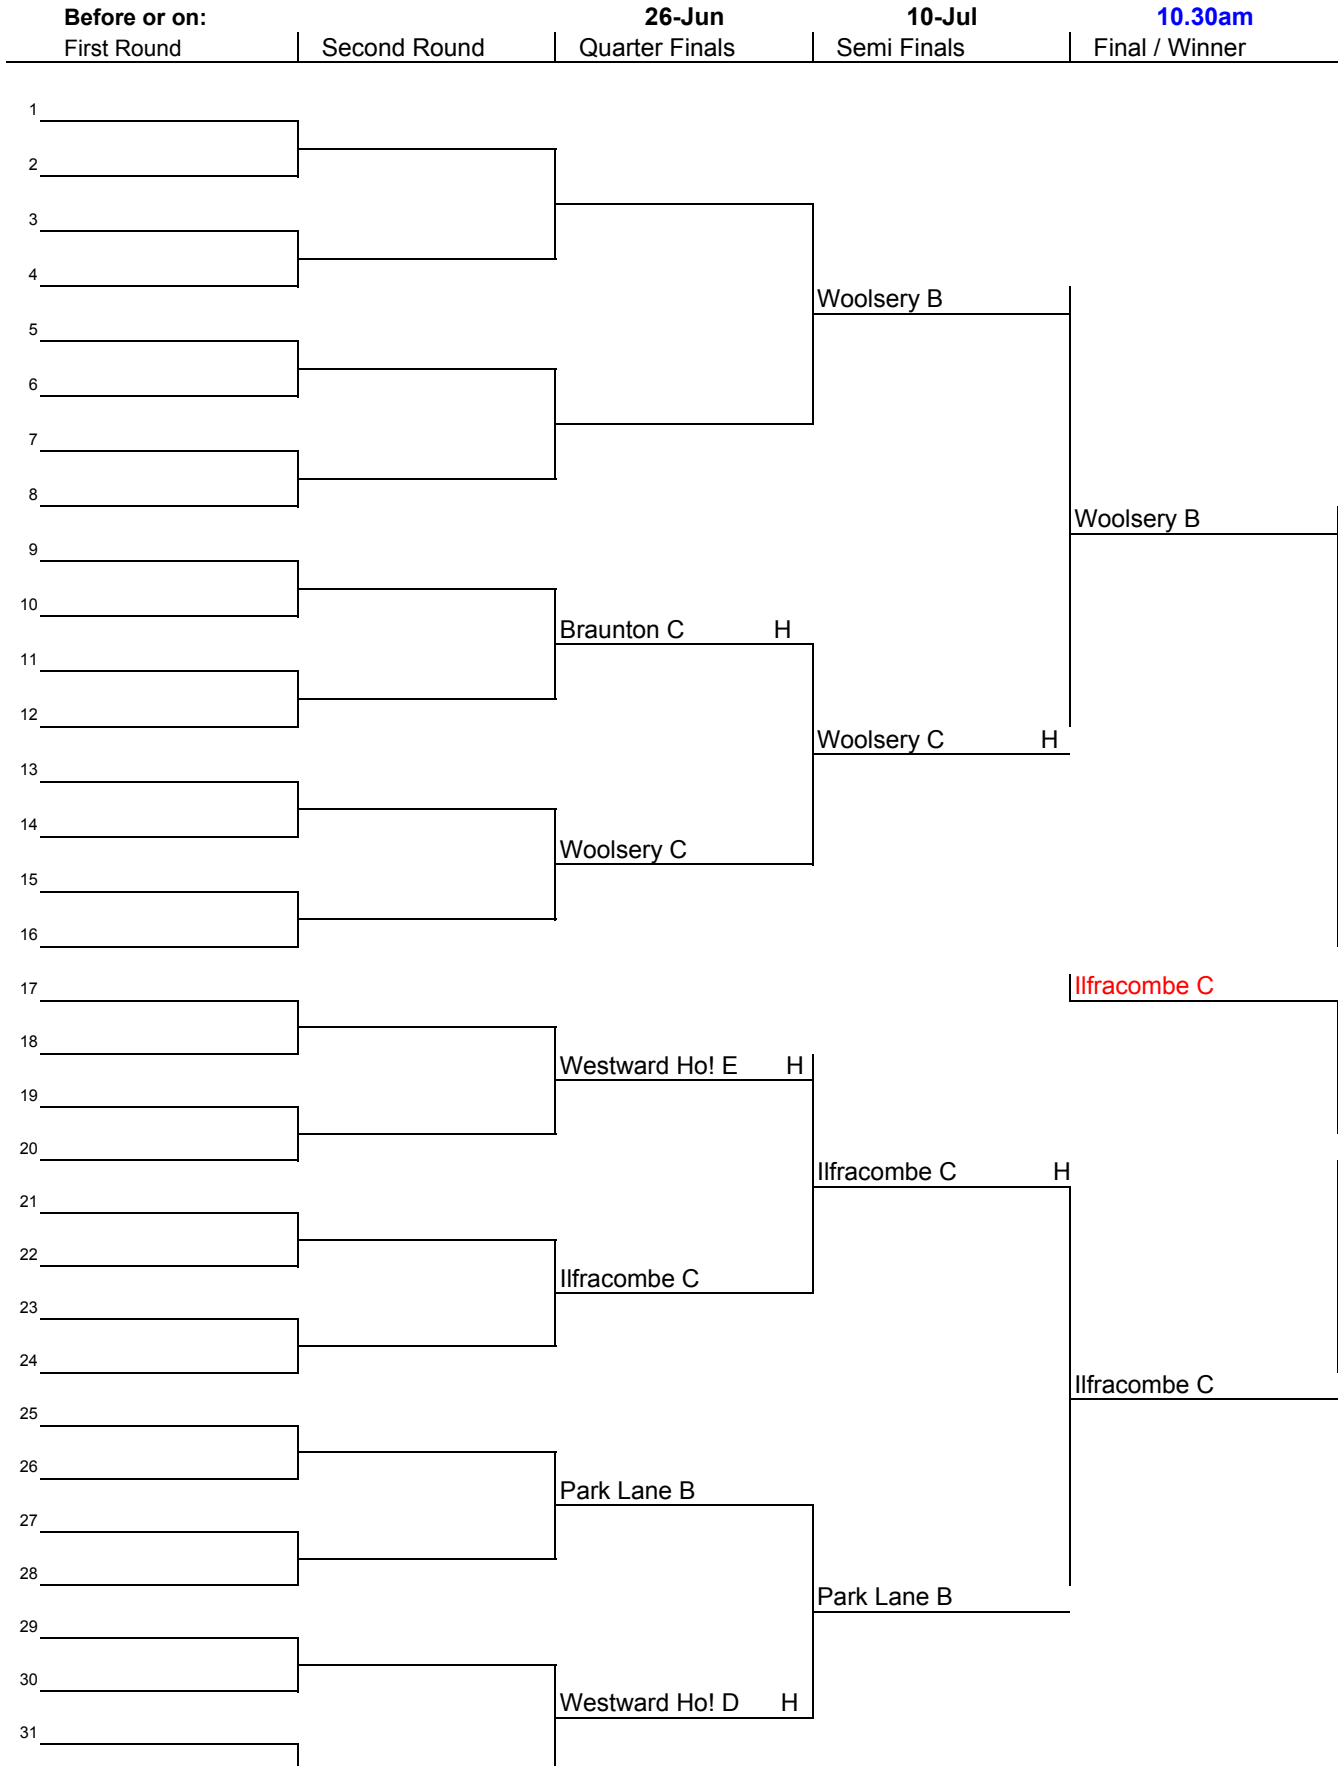 Before or on: 26-Jun 10-Jul 10.30am
First Round Second Round Quarter Finals Semi Finals Final / Winner
1
2
3
4
Woolsery B
5
6
7
8
Woolsery B
9
10
Braunton C H
11
12
Woolsery C H
13
14
Woolsery C
15
16
17 Ilfracombe C
18
Westward Ho! E H
19
20
Ilfracombe C H
21
22
Ilfracombe C
23
24
Ilfracombe C
25
26
Park Lane B
27
28
Park Lane B
29
30
Westward Ho! D H
31